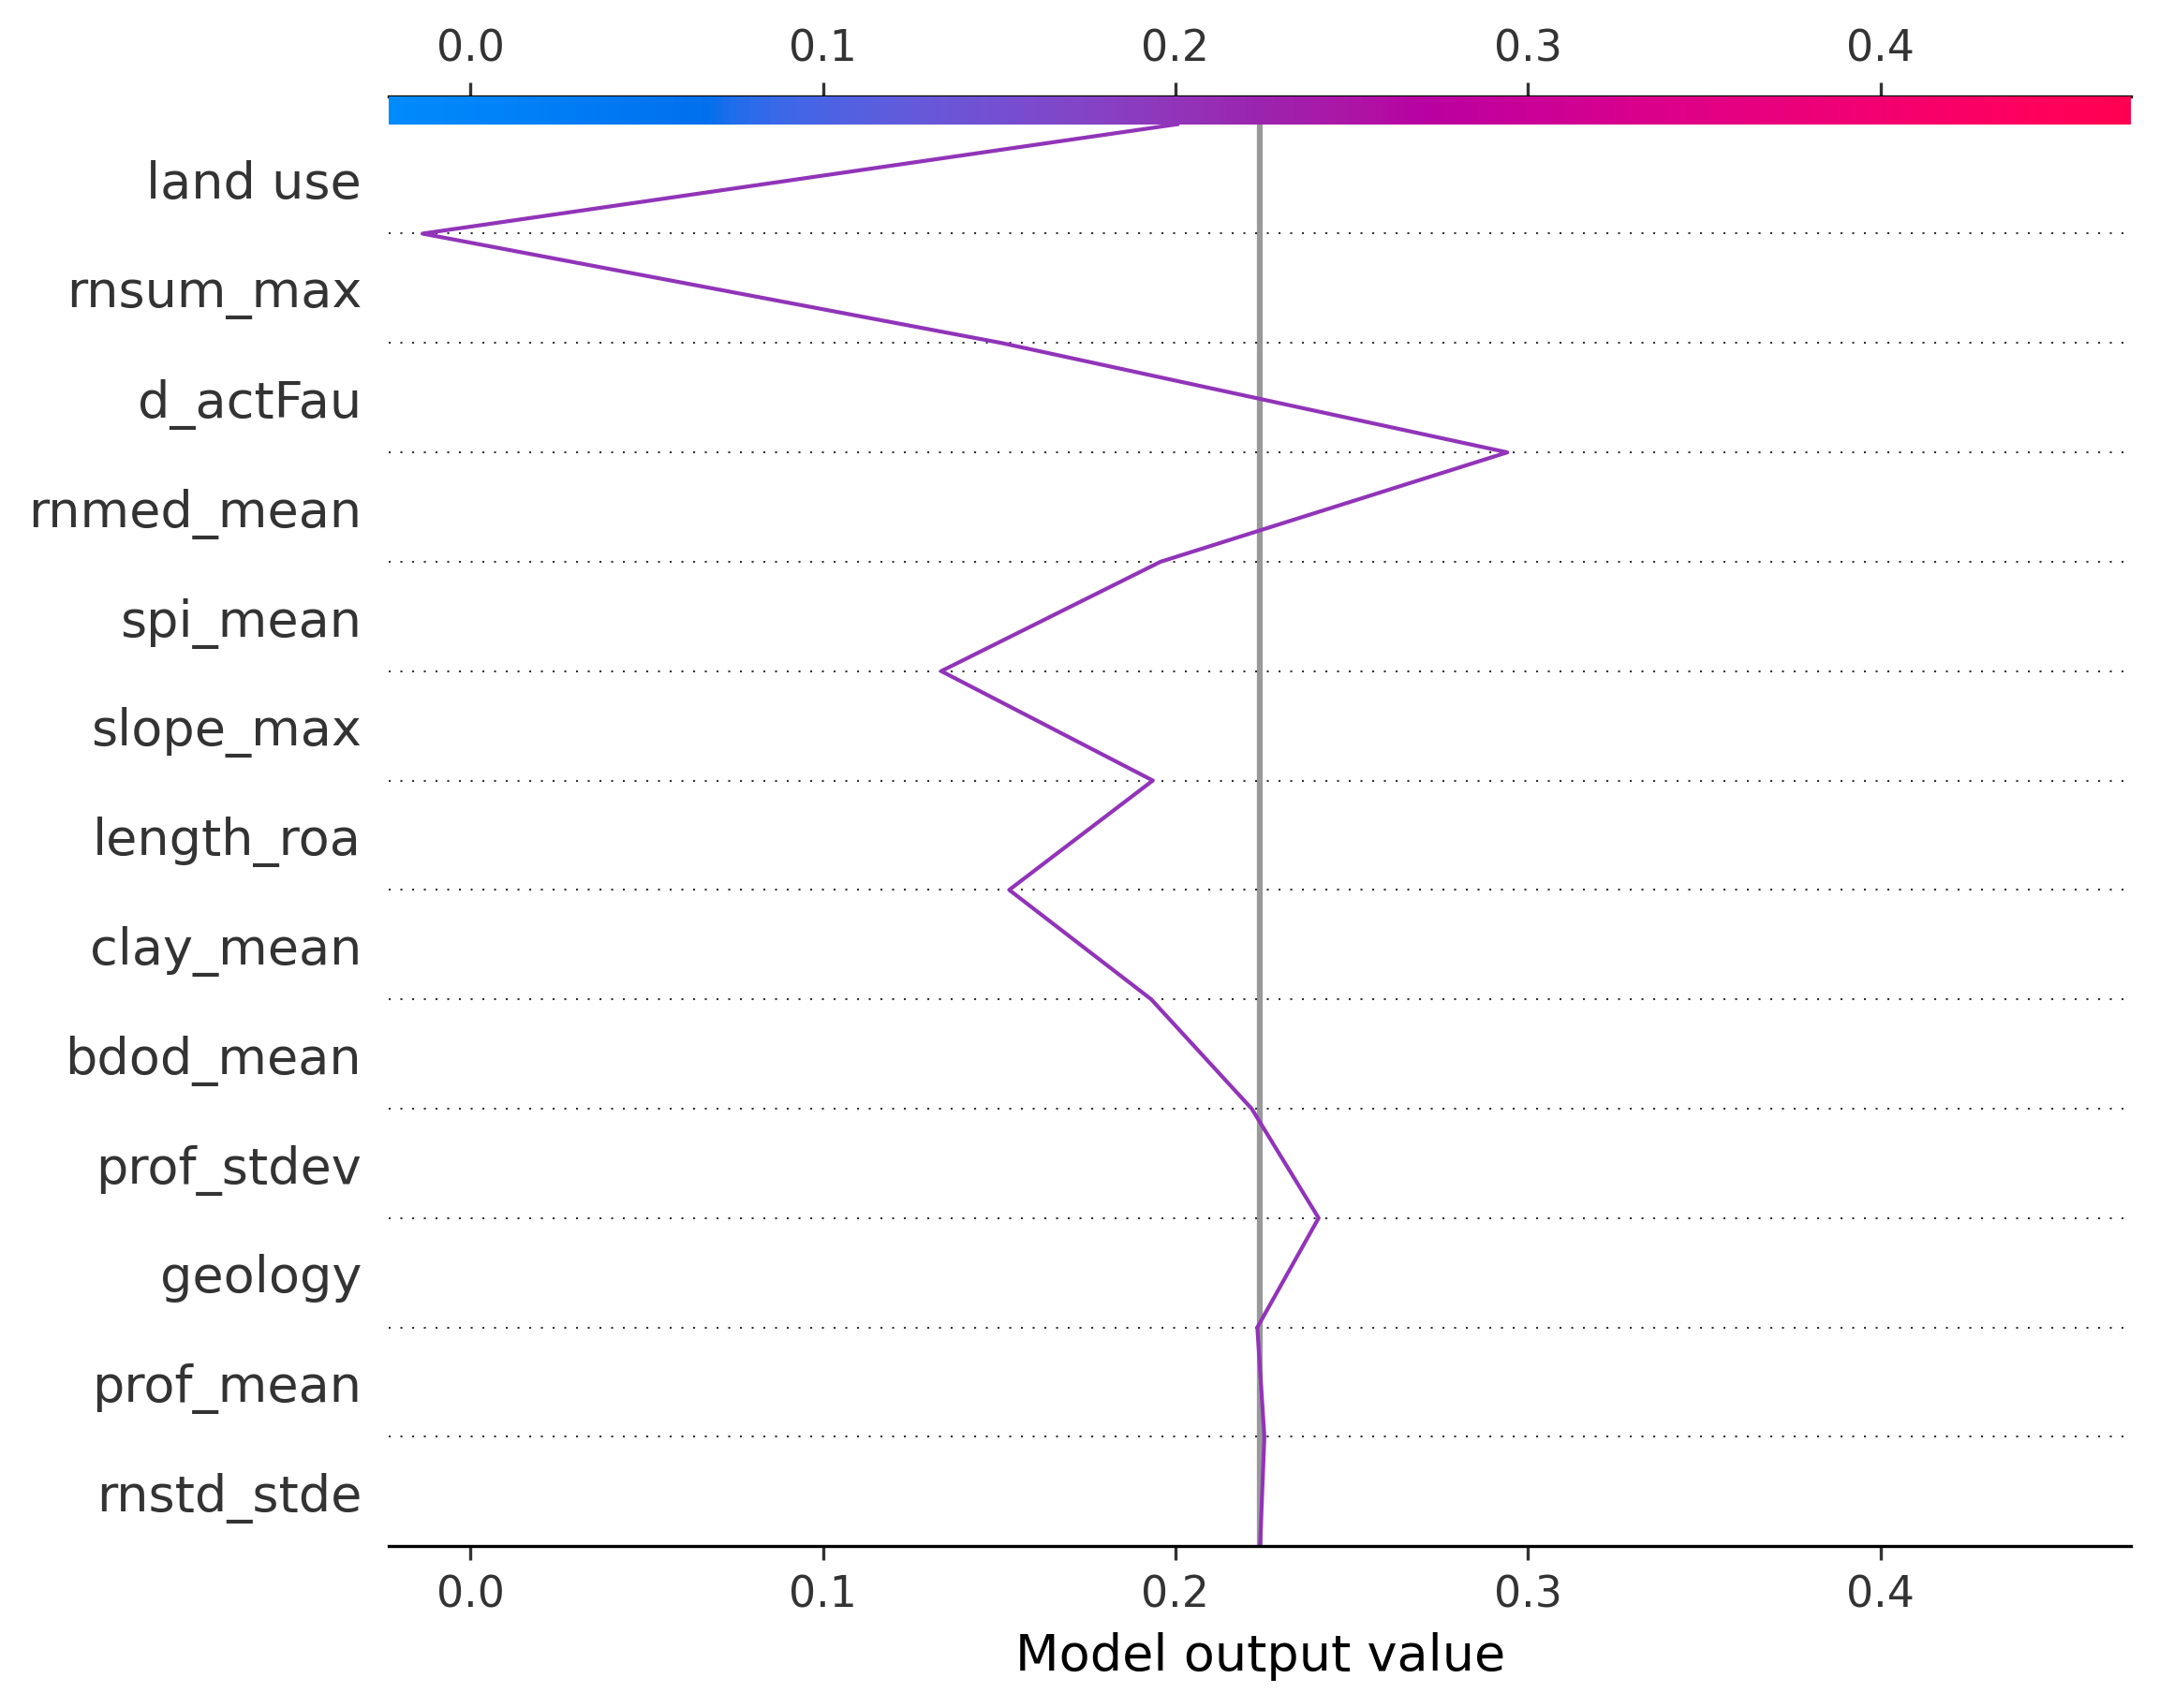 0.0 0.1 0.2 0.3 0.4
land use
rnsum_max
d_actFau
rnmed_mean
spi_mean
slope_max
length_roa
clay_mean
bdod_mean
prof_stdev
geology
prof_mean
rnstd_stde
0.0 0.1 0.2 0.3 0.4
Model output value